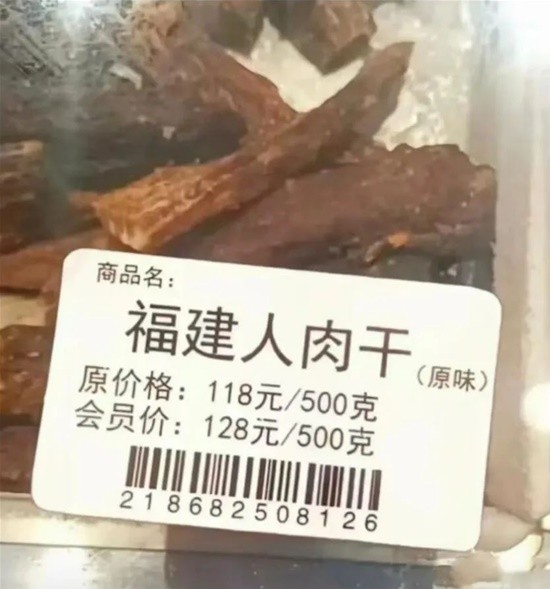 商品名：
福建人肉干（原味）
原价格：118元/500克
会员价：128元/500克
218682508126